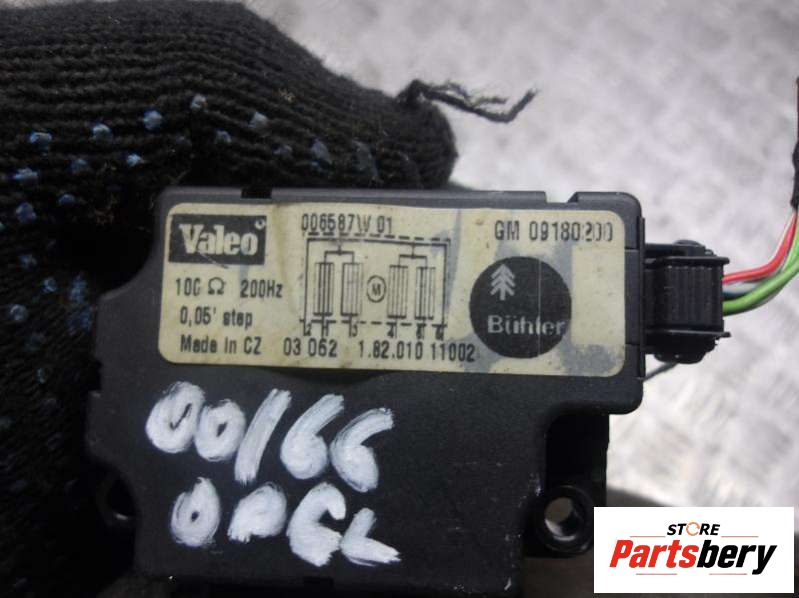 Valeo
006587W 01
GM 09180200
100 Ω 200Hz
M
Bühler
0,05' step
Made in CZ 03 062 1.82.010 11002
00166
OPEL
STORE
Partsbery